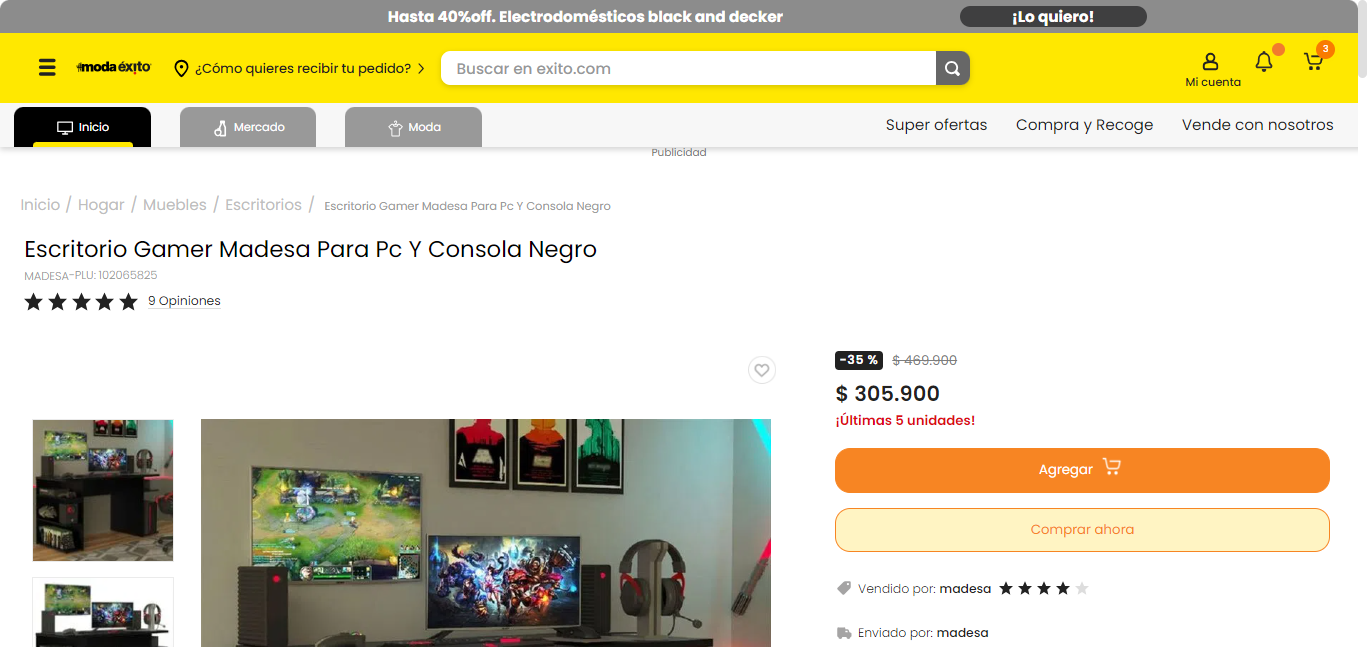 Hasta 40%off. Electrodomésticos black and decker
¡Lo quiero!
moda éxito
¿Cómo quieres recibir tu pedido?
Buscar en exito.com
Mi cuenta
3
Inicio
Mercado
Moda
Super ofertas
Compra y Recoge
Vende con nosotros
Publicidad
Inicio / Hogar / Muebles / Escritorios / Escritorio Gamer Madesa Para Pc Y Consola Negro
Escritorio Gamer Madesa Para Pc Y Consola Negro
MADESA-PLU: 102065825
9 Opiniones
-35 % $ 469.900
$ 305.900
¡Últimas 5 unidades!
Agregar
Comprar ahora
Vendido por: madesa
Enviado por: madesa